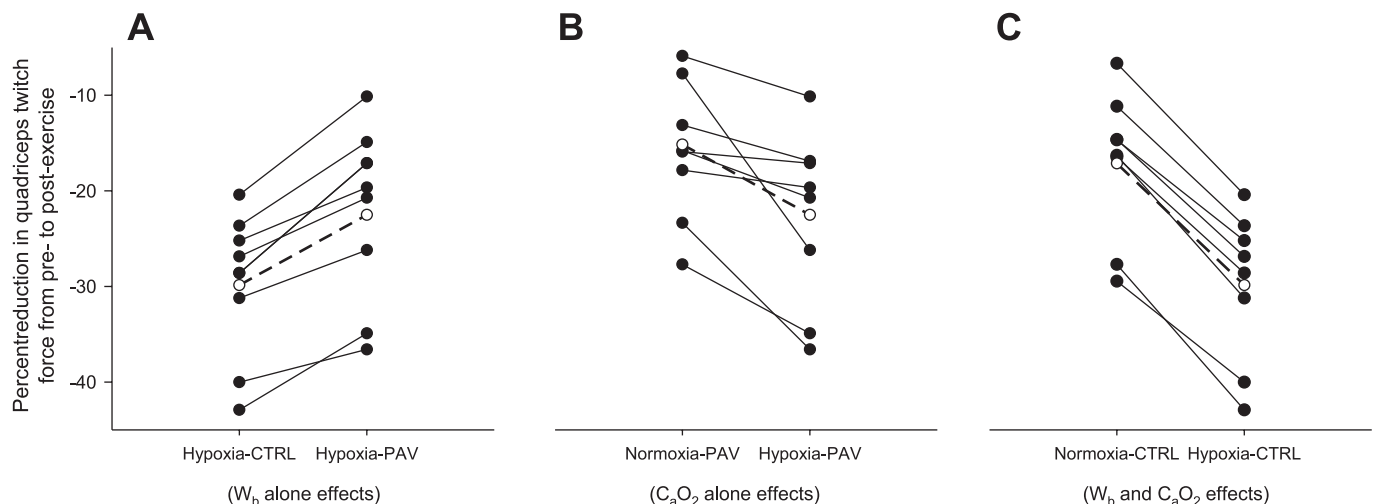 A
B
C
Percentreduction in quadriceps twitch
force from pre- to post-exercise
-10
-20
-30
-40
Hypoxia-CTRL Hypoxia-PAV
Normoxia-PAV Hypoxia-PAV
Normoxia-CTRL Hypoxia-CTRL
(Wb alone effects)
(CaO2 alone effects)
(Wb and CaO2 effects)